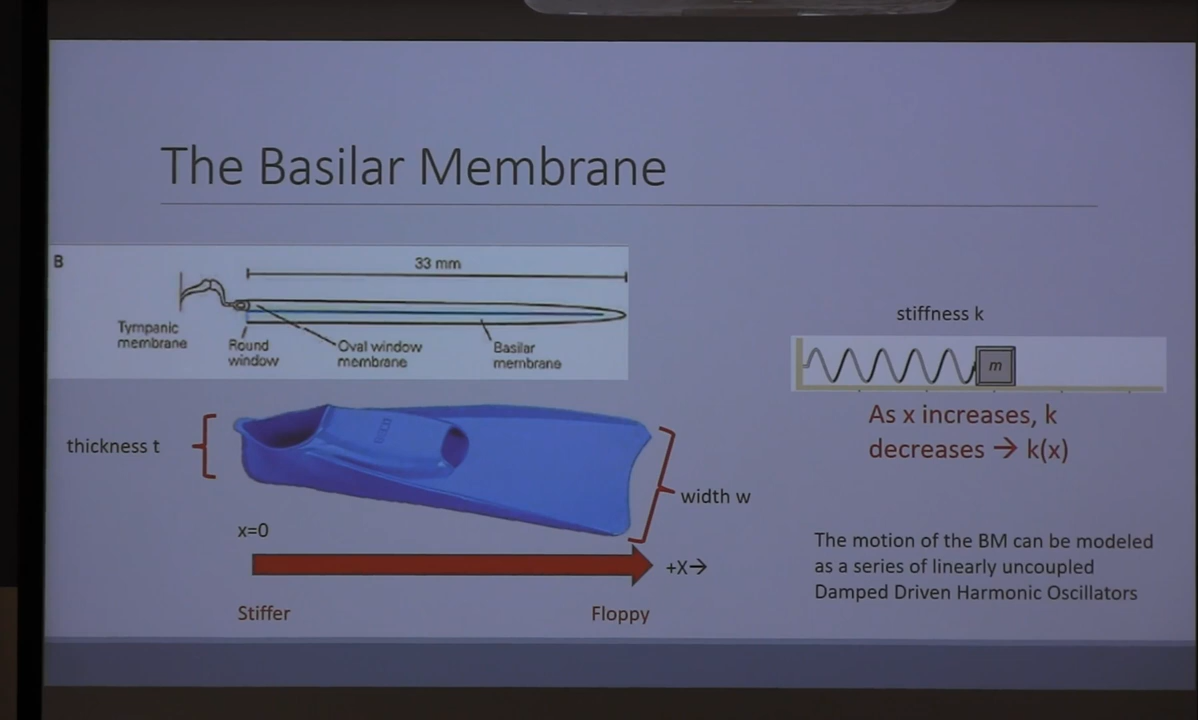 The Basilar Membrane
B
33 mm
Tympanic
membrane
Round
window
Oval window
membrane
Basilar
membrane
stiffness k
m
As x increases, k
decreases → k(x)
thickness t
width w
x=0
+X→
Stiffer
Floppy
The motion of the BM can be modeled
as a series of linearly uncoupled
Damped Driven Harmonic Oscillators